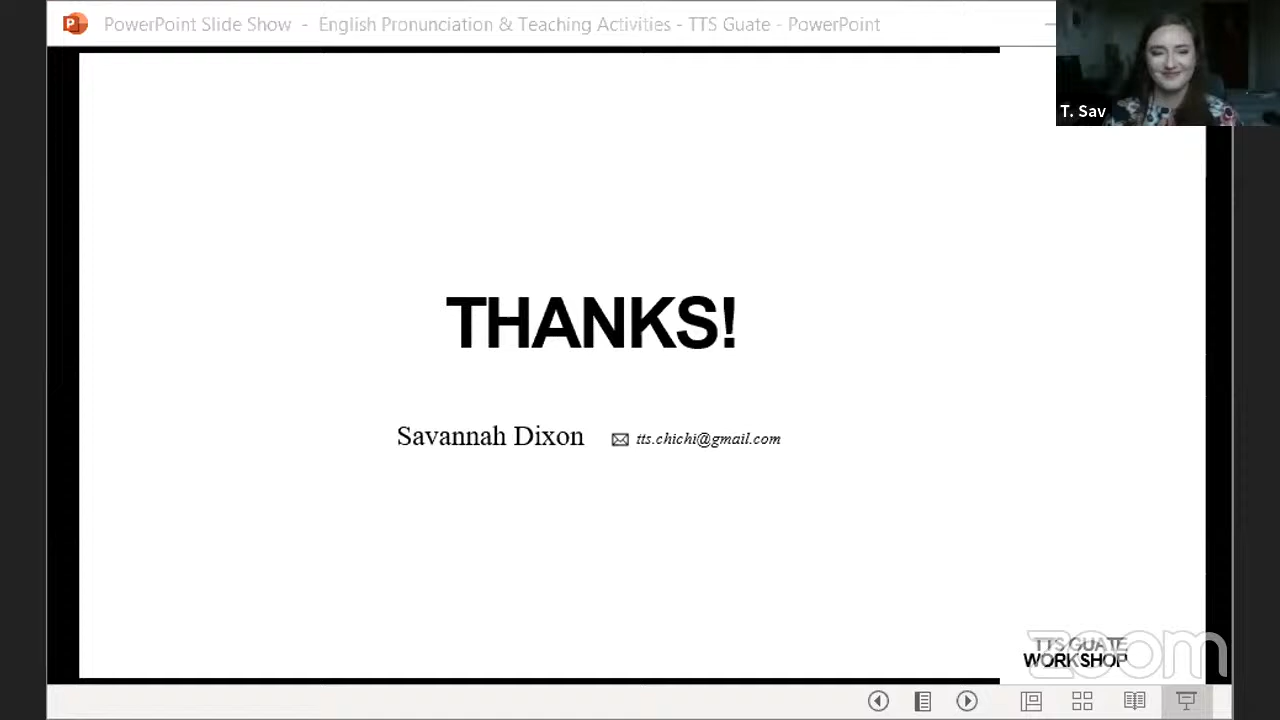 PowerPoint Slide Show - English Pronunciation & Teaching Activities - TTS Guate - PowerPoint
T. Sav
THANKS!
Savannah Dixon tts.chichi@gmail.com
TTS GUATE
WORKSHOP
zoom